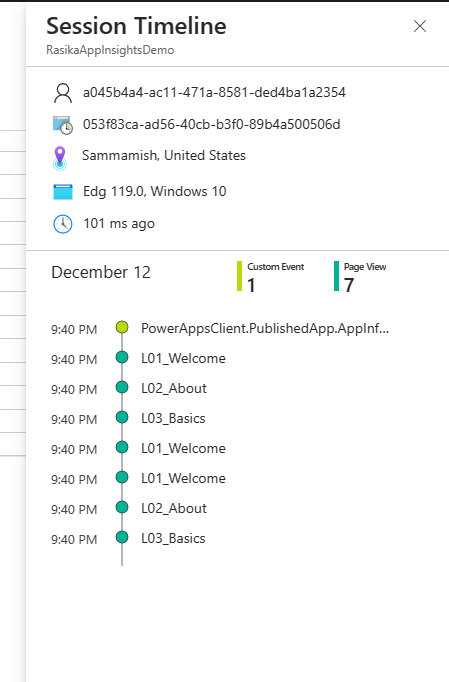 Session Timeline
RasikaAppInsightsDemo
a045b4a4-ac11-471a-8581-ded4ba1a2354
053f83ca-ad56-40cb-b3f0-89b4a500506d
Sammamish, United States
Edg 119.0, Windows 10
101 ms ago
December 12
Custom Event
1
Page View
7
9:40 PM PowerAppsClient.PublishedApp.AppInf...
9:40 PM L01_Welcome
9:40 PM L02_About
9:40 PM L03_Basics
9:40 PM L01_Welcome
9:40 PM L01_Welcome
9:40 PM L02_About
9:40 PM L03_Basics